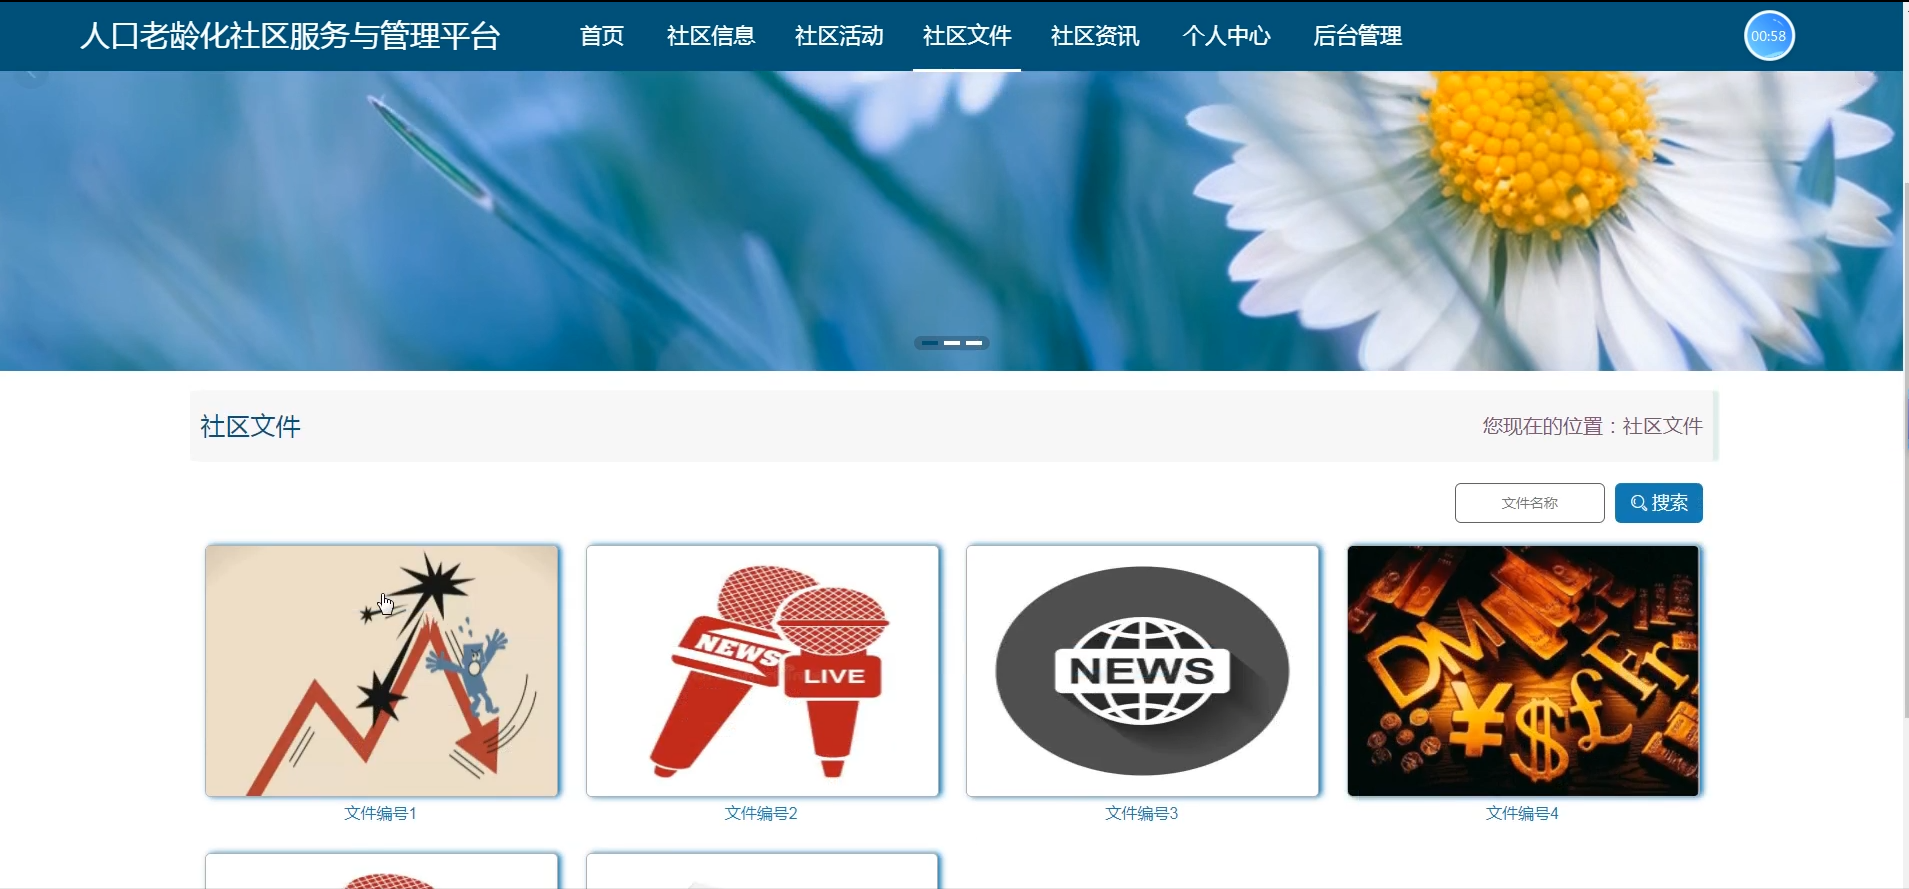 人口老龄化社区服务与管理平台 首页 社区信息 社区活动 社区文件 社区资讯 个人中心 后台管理 00:58
社区文件 您现在的位置：社区文件
文件名称 搜索
NEWS LIVE
NEWS
DM
¥$£Fr
文件编号1 文件编号2 文件编号3 文件编号4